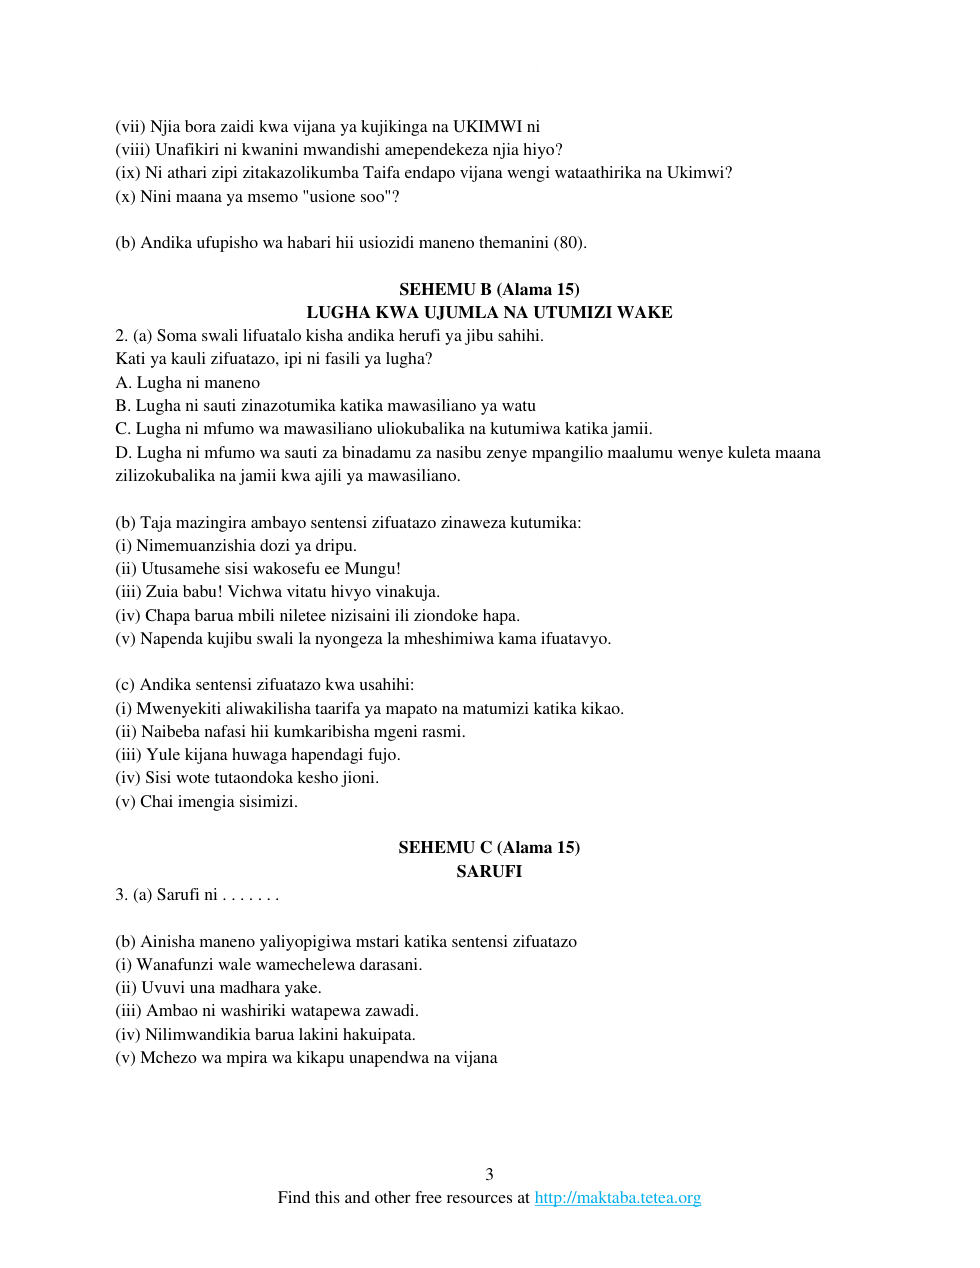 (vii) Njia bora zaidi kwa vijana ya kujikinga na UKIMWI ni
(viii) Unafikiri ni kwanini mwandishi amependekeza njia hiyo?
(ix) Ni athari zipi zitakazolikumba Taifa endapo vijana wengi wataathirika na Ukimwi?
(x) Nini maana ya msemo "usione soo"?
(b) Andika ufupisho wa habari hii usiozidi maneno themanini (80).
SEHEMU B (Alama 15)
LUGHA KWA UJUMLA NA UTUMIZI WAKE
2. (a) Soma swali lifuatalo kisha andika herufi ya jibu sahihi.
Kati ya kauli zifuatazo, ipi ni fasili ya lugha?
A. Lugha ni maneno
B. Lugha ni sauti zinazotumika katika mawasiliano ya watu
C. Lugha ni mfumo wa mawasiliano uliokubalika na kutumiwa katika jamii.
D. Lugha ni mfumo wa sauti za binadamu za nasibu zenye mpangilio maalumu wenye kuleta maana
zilizokubalika na jamii kwa ajili ya mawasiliano.
(b) Taja mazingira ambayo sentensi zifuatazo zinaweza kutumika:
(i) Nimemuanzishia dozi ya dripu.
(ii) Utusamehe sisi wakosefu ee Mungu!
(iii) Zuia babu! Vichwa vitatu hivyo vinakuja.
(iv) Chapa barua mbili niletee nizisaini ili ziondoke hapa.
(v) Napenda kujibu swali la nyongeza la mheshimiwa kama ifuatavyo.
(c) Andika sentensi zifuatazo kwa usahihi:
(i) Mwenyekiti aliwakilisha taarifa ya mapato na matumizi katika kikao.
(ii) Naibeba nafasi hii kumkaribisha mgeni rasmi.
(iii) Yule kijana huwaga hapendagi fujo.
(iv) Sisi wote tutaondoka kesho jioni.
(v) Chai imengia sisimizi.
SEHEMU C (Alama 15)
SARUFI
3. (a) Sarufi ni . . . . . . .
(b) Ainisha maneno yaliyopigiwa mstari katika sentensi zifuatazo
(i) Wanafunzi wale wamechelewa darasani.
(ii) Uvuvi una madhara yake.
(iii) Ambao ni washiriki watapewa zawadi.
(iv) Nilimwandikia barua lakini hakuipata.
(v) Mchezo wa mpira wa kikapu unapendwa na vijana
3
Find this and other free resources at http://maktaba.tetea.org